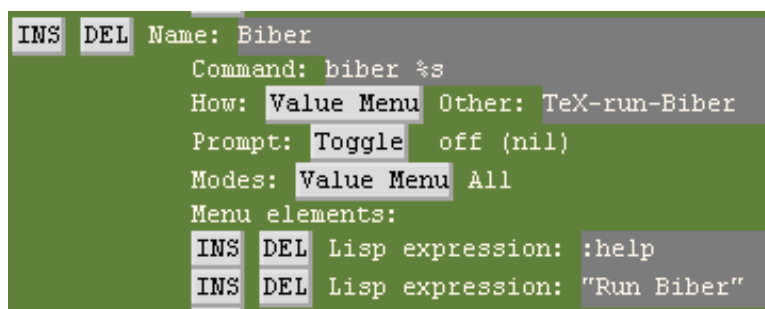 INS DEL Name: Biber
Command: biber %s
How: Value Menu Other: TeX-run-Biber
Prompt: Toggle off (nil)
Modes: Value Menu All
Menu elements:
INS DEL Lisp expression: :help
INS DEL Lisp expression: "Run Biber"